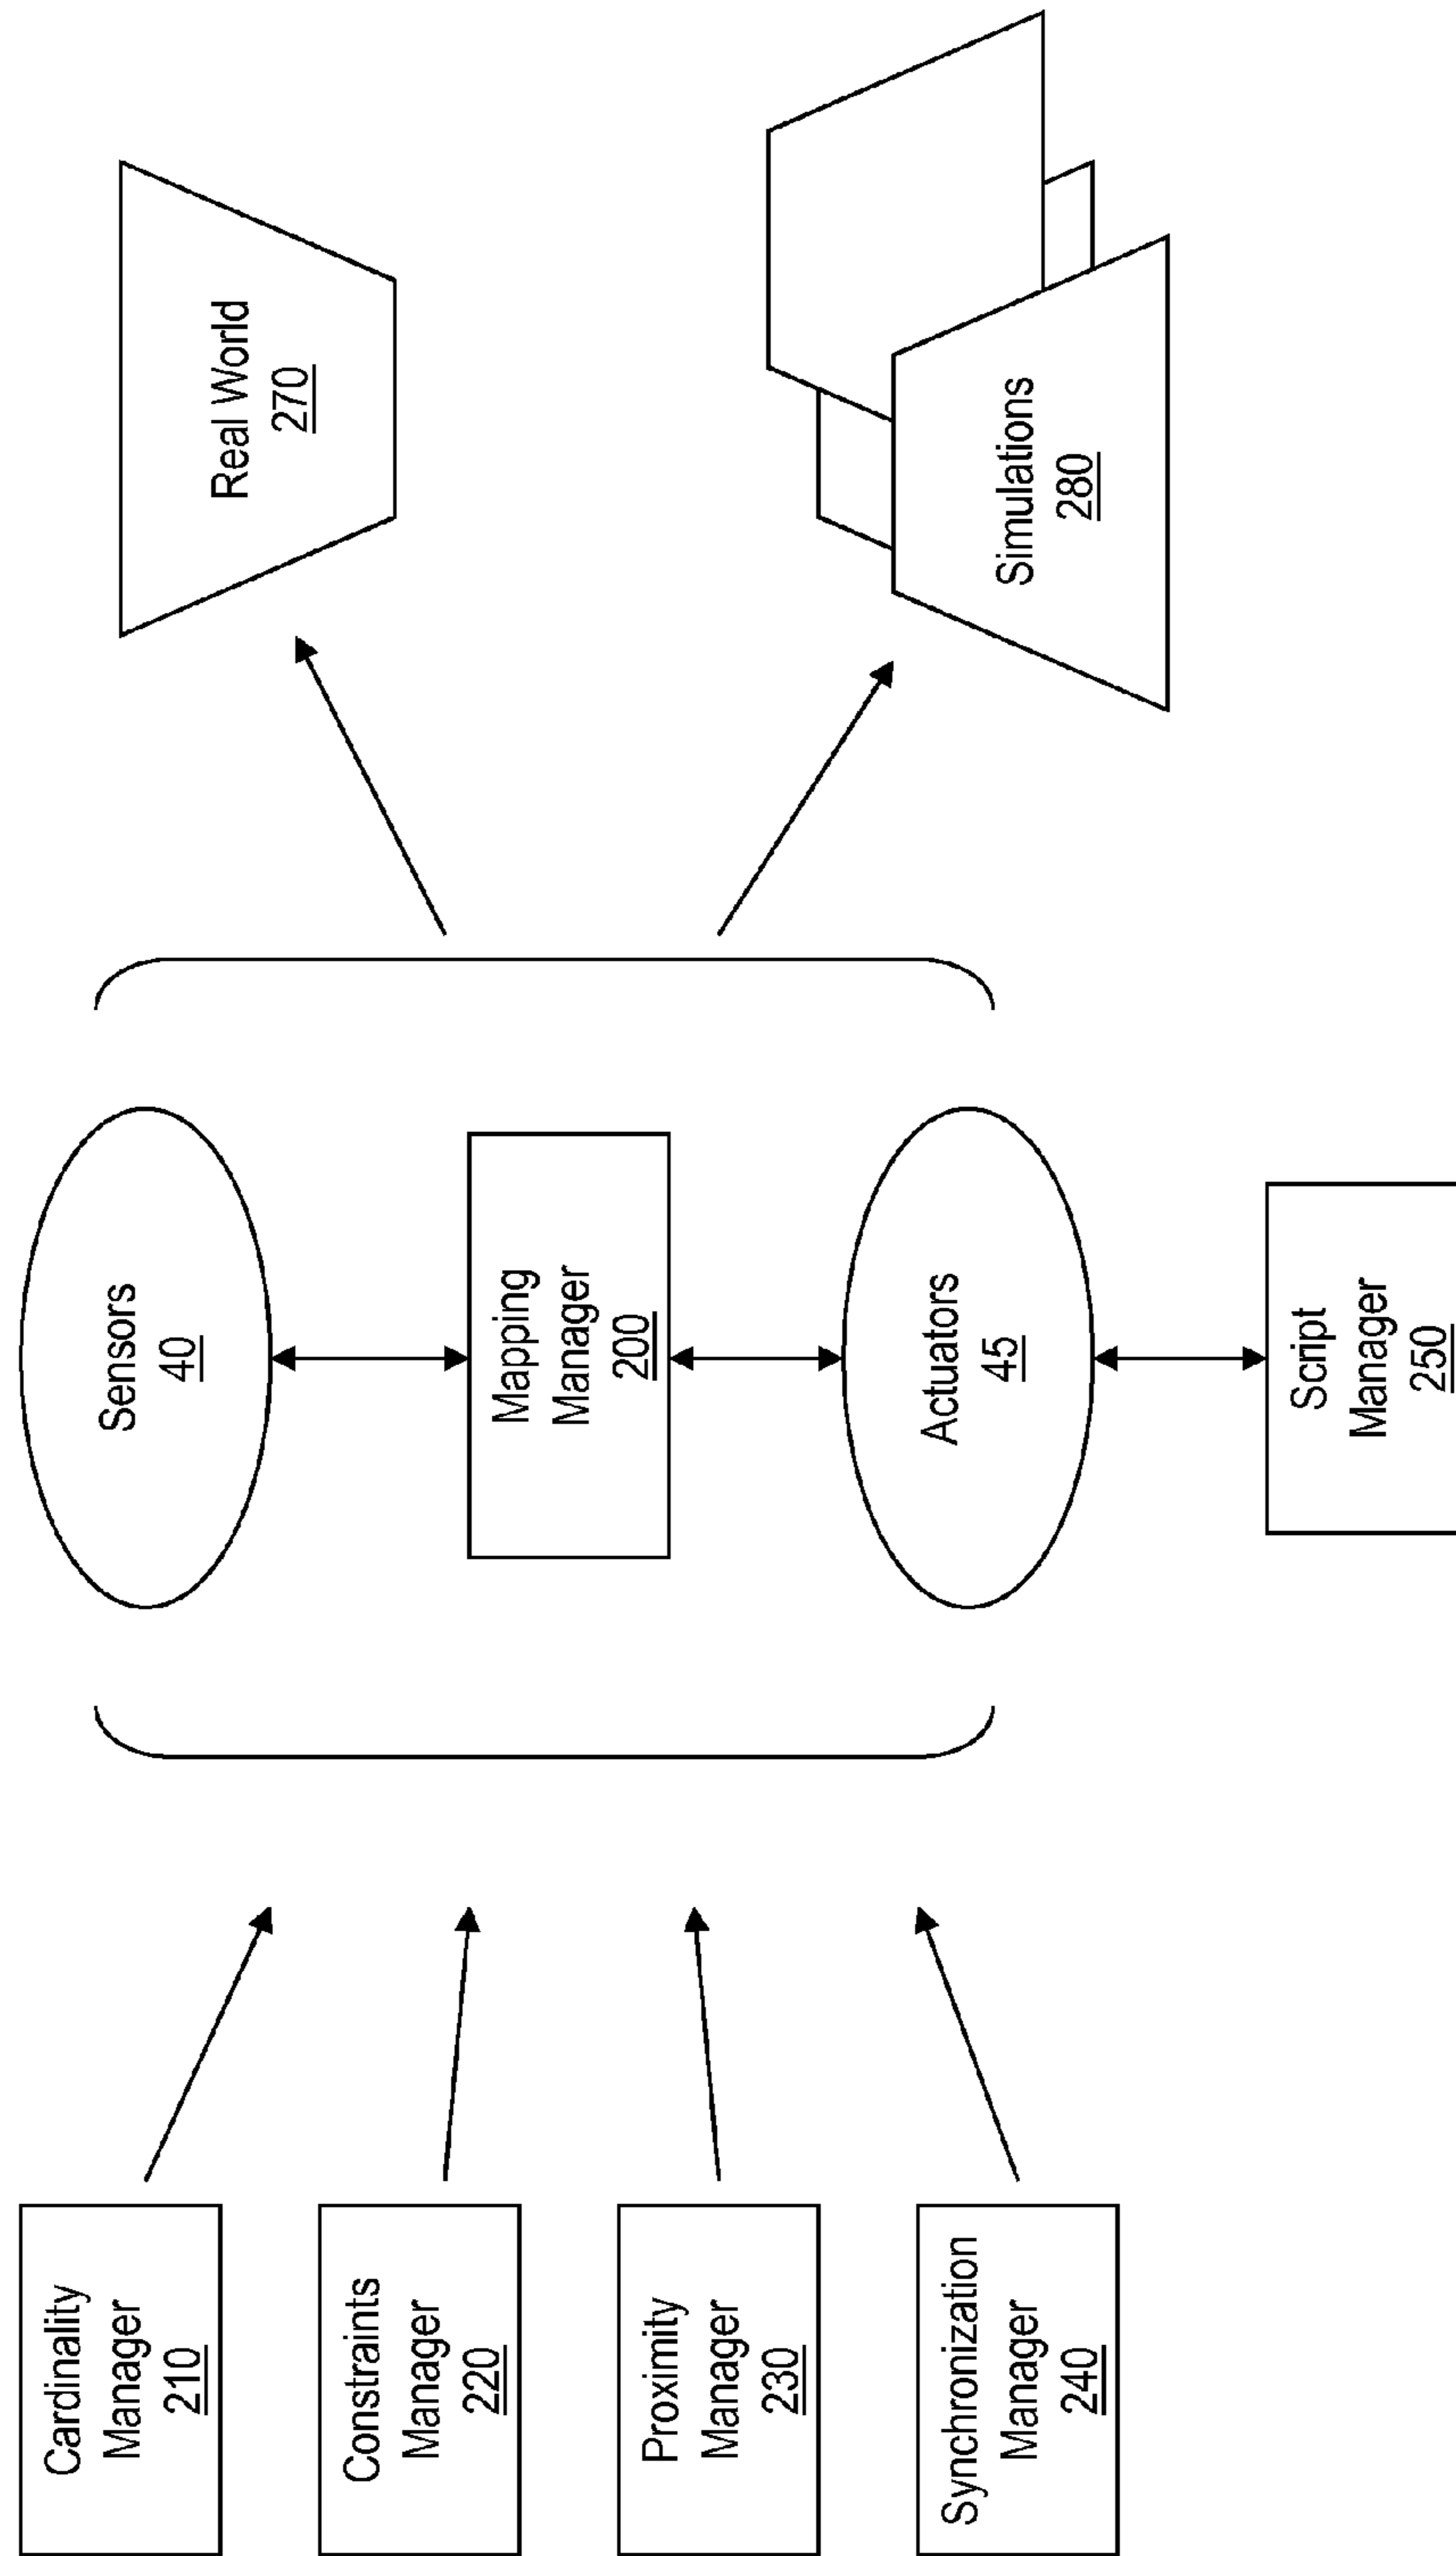 Cardinality
Manager
210
Constraints
Manager
220
Proximity
Manager
230
Synchronization
Manager
240
Sensors
40
Mapping
Manager
200
Actuators
45
Script
Manager
250
Real World
270
Simulations
280